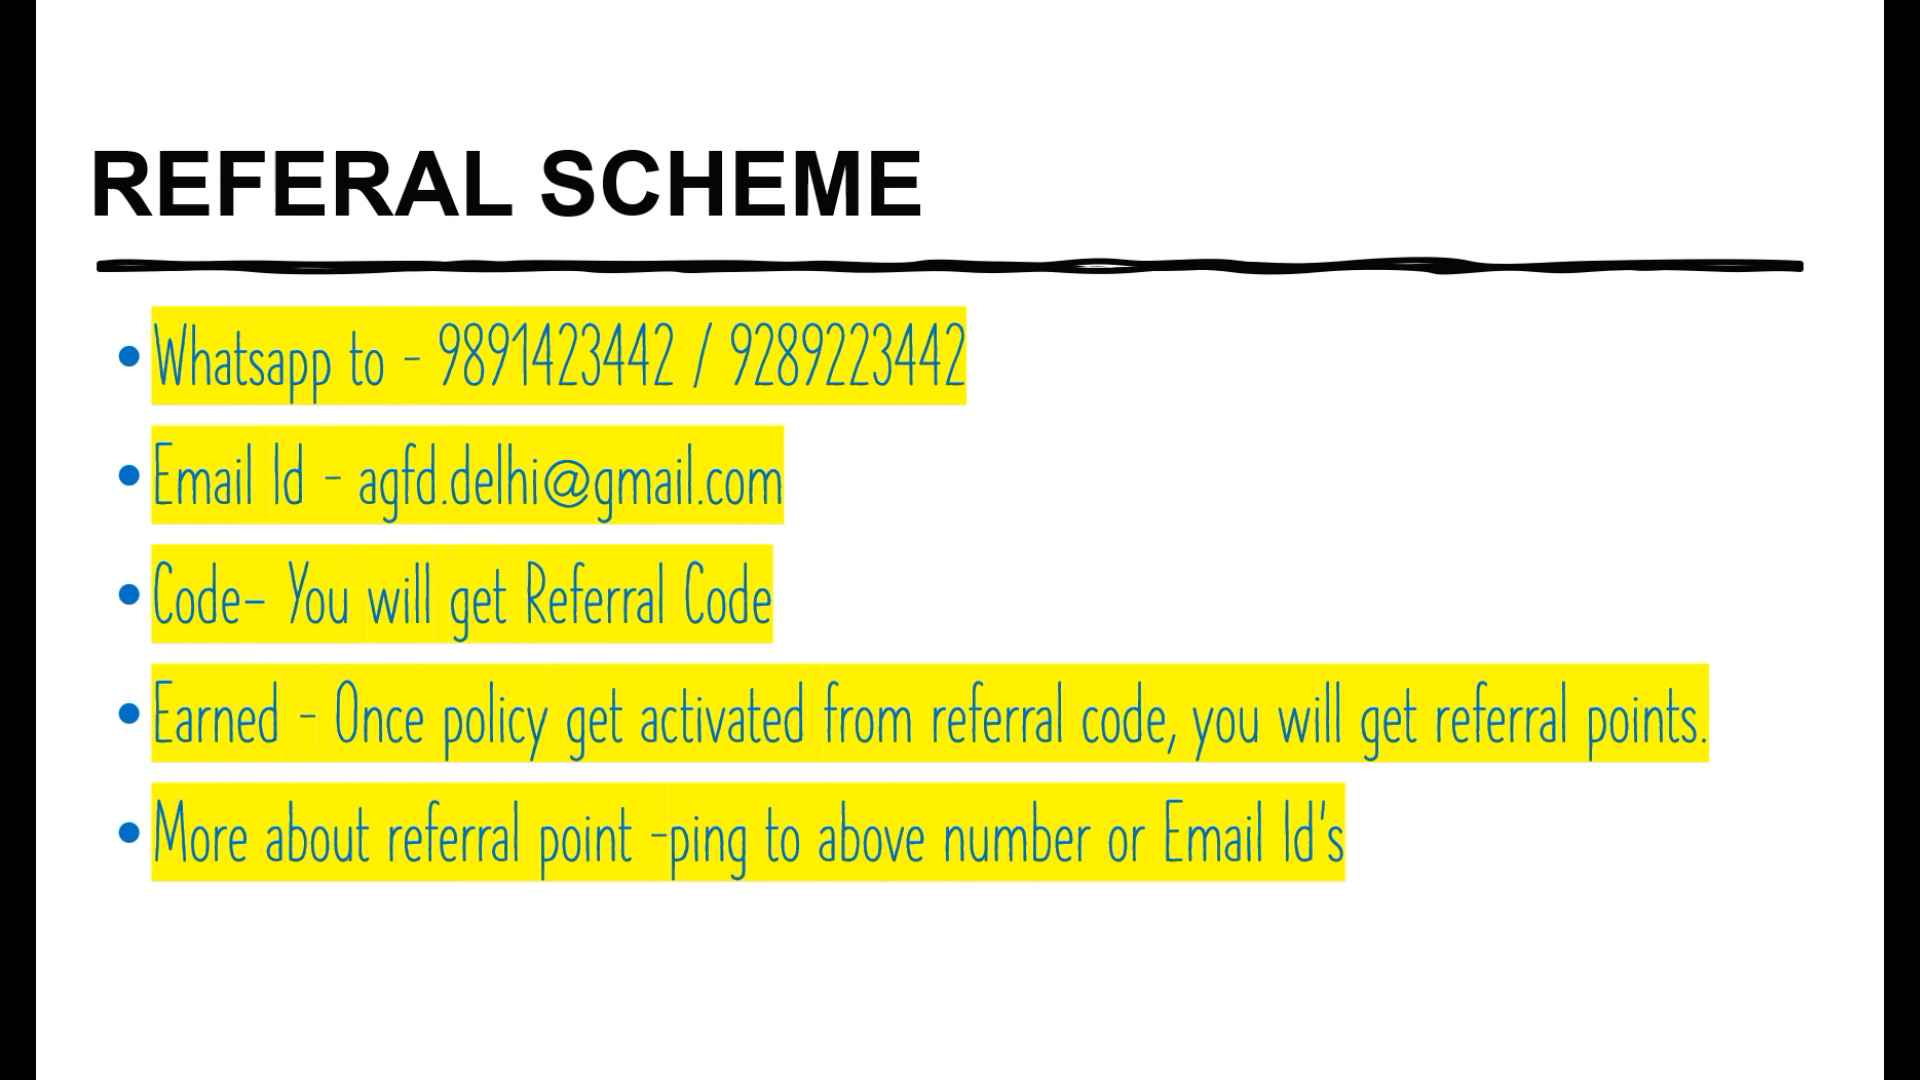 REFERAL SCHEME
• Whatsapp to - 9891423442 / 9289223442
• Email Id - agfd.delhi@gmail.com
• Code– You will get Referral Code
• Earned - Once policy get activated from referral code, you will get referral points.
• More about referral point -ping to above number or Email Id's